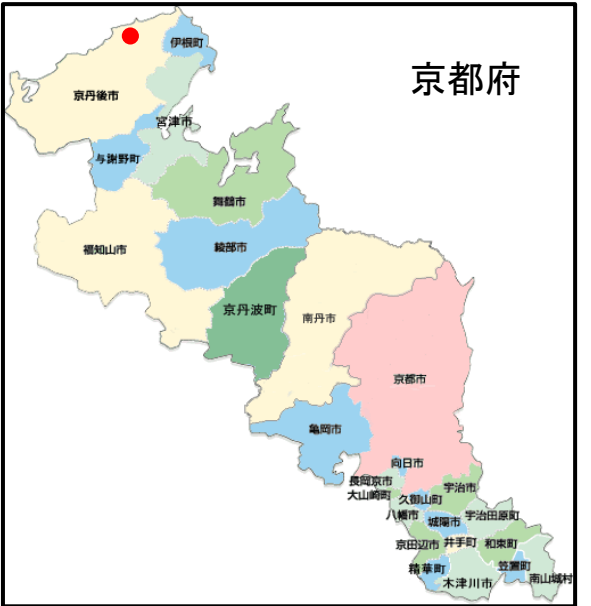 京都府
伊根町
京丹後市
宮津市
与謝野町
舞鶴市
綾部市
福知山市
京丹波町
南丹市
京都市
亀岡市
向日市
長岡京市
大山崎町
宇治市
久御山町
八幡市
宇治田原町
城陽市
井手町
京田辺市
和束町
笠置町
精華町
南山城村
木津川市